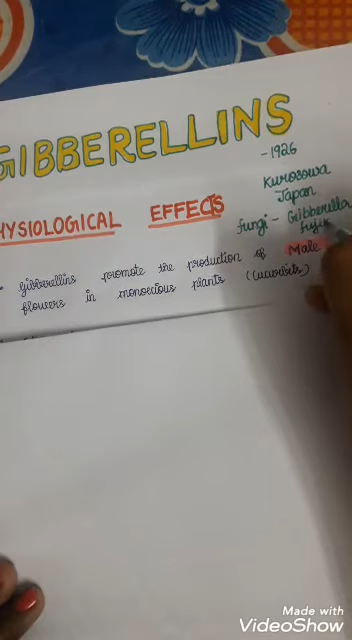 GIBBERELLINS
- 1926
Kurosowa
Japan
fungi - Gibberella
fujik
PHYSIOLOGICAL EFFECTS
gibberellins promote the production of Male
flowers in monoecious plants (cucurbits)
Made with
VideoShow